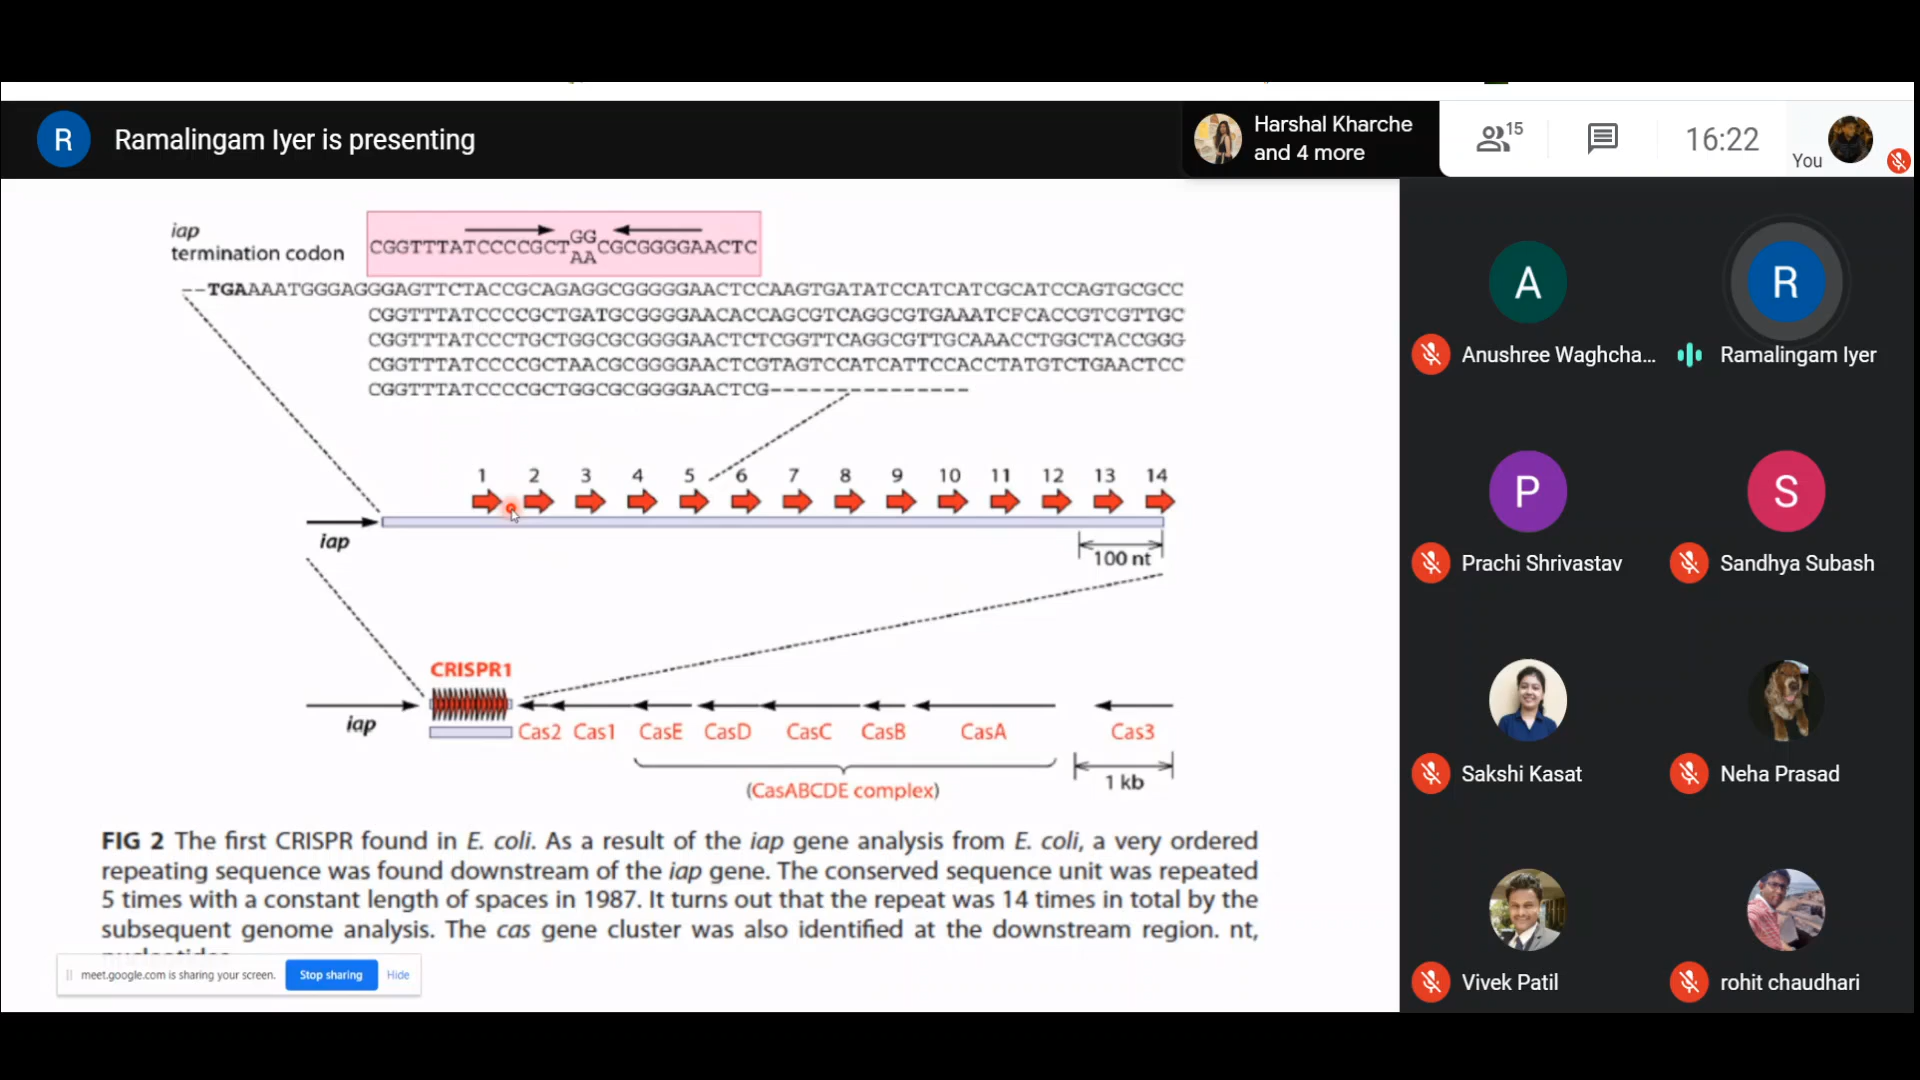 R
Ramalingam Iyer is presenting
Harshal Kharche
and 4 more
15
16:22
You
iap
termination codon
CGGTTTATCCCCGCT GG CGCGGGGAACTC
AA
--TGAAAATGGGAGGGAGTTCTACCGCAGAGGCGGGGGAACTCCAAGTGATATCCATCATCGCATCCAGTGCGCC
CGGTTTATCCCCGCTGATGCGGGGAACACCAGCGTCAGGCGTGAAATCFCACCGTCGTTGC
CGGTTTATCCCTGCTGGCGCGGGGAACTCTCGGTTCAGGCGTTGCAAACCTGGCTACCGGG
CGGTTTATCCCCGCTAACGCGGGGAACTCGTAGTCCATCATTCCACCTATGTCTGAACTCC
CGGTTTATCCCCGCTGGCGCGGGGAACTCG----------------
1 2 3 4 5 6 7 8 9 10 11 12 13 14
iap
100 nt
CRISPR1
iap
Cas2 Cas1 CasE CasD CasC CasB CasA Cas3
(CasABCDE complex)
1 kb
FIG 2 The first CRISPR found in E. coli. As a result of the iap gene analysis from E. coli, a very ordered
repeating sequence was found downstream of the iap gene. The conserved sequence unit was repeated
5 times with a constant length of spaces in 1987. It turns out that the repeat was 14 times in total by the
subsequent genome analysis. The cas gene cluster was also identified at the downstream region. nt,
meet.google.com is sharing your screen.
Stop sharing
Hide
A
Anushree Waghcha...
R
Ramalingam Iyer
P
Prachi Shrivastav
S
Sandhya Subash
Sakshi Kasat
Neha Prasad
Vivek Patil
rohit chaudhari